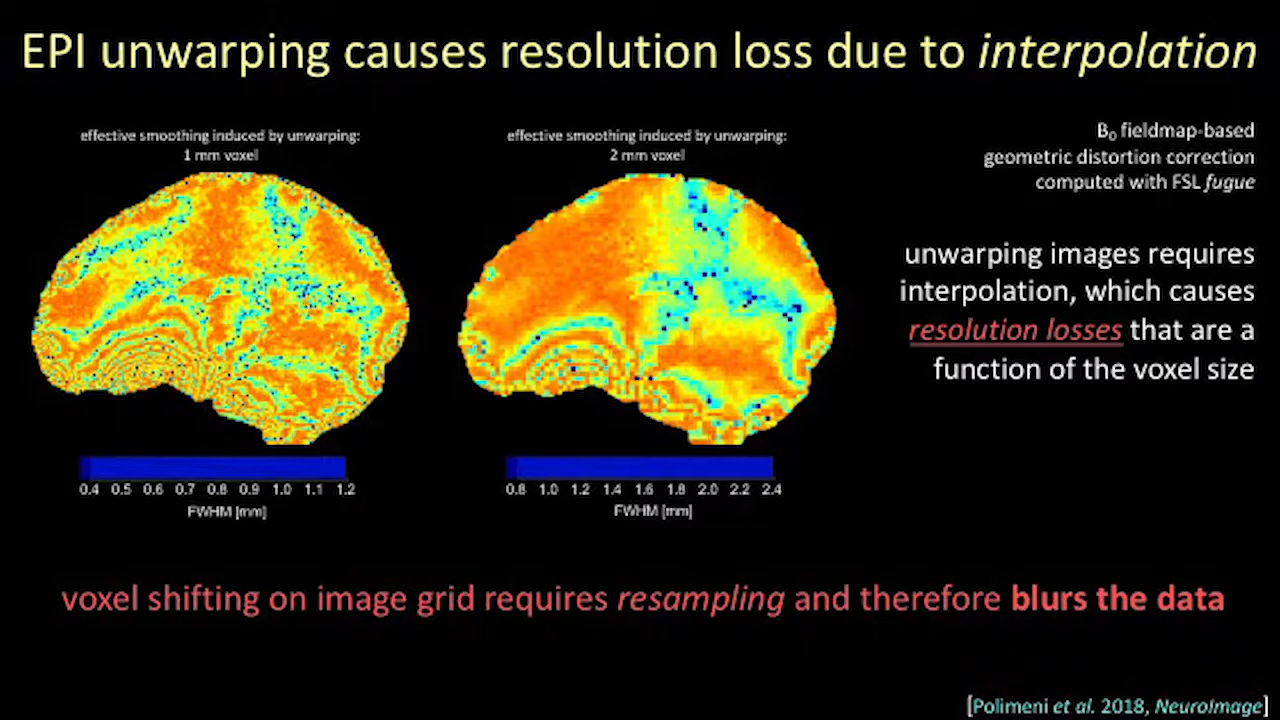 EPI unwarping causes resolution loss due to interpolation
effective smoothing induced by unwarping:
1 mm voxel
effective smoothing induced by unwarping:
2 mm voxel
B₀ fieldmap-based
geometric distortion correction
computed with FSL fugue
unwarping images requires
interpolation, which causes
resolution losses that are a
function of the voxel size
0.4 0.5 0.6 0.7 0.8 0.9 1.0 1.1 1.2
FWHM [mm]
0.8 1.0 1.2 1.4 1.6 1.8 2.0 2.2 2.4
FWHM [mm]
voxel shifting on image grid requires resampling and therefore blurs the data
[Polimeni et al. 2018, NeuroImage]